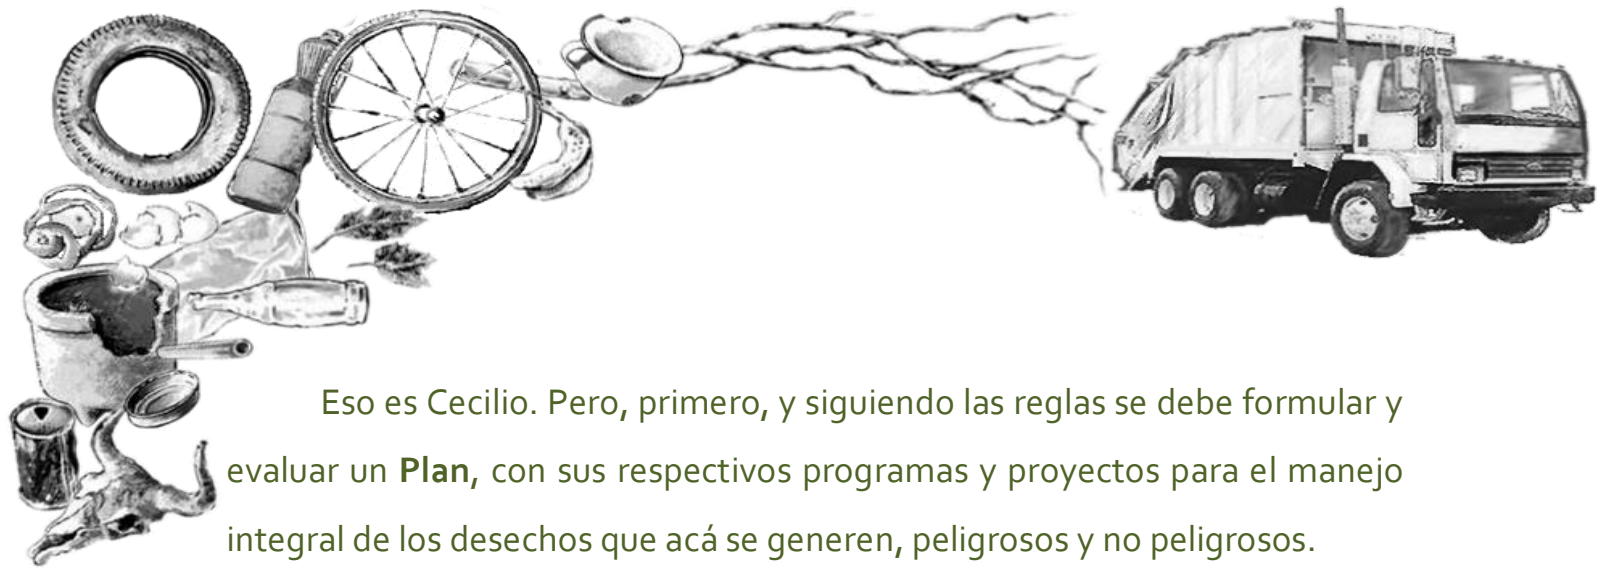 Eso es Cecilio. Pero, primero, y siguiendo las reglas se debe formular y
evaluar un Plan, con sus respectivos programas y proyectos para el manejo
integral de los desechos que acá se generen, peligrosos y no peligrosos.